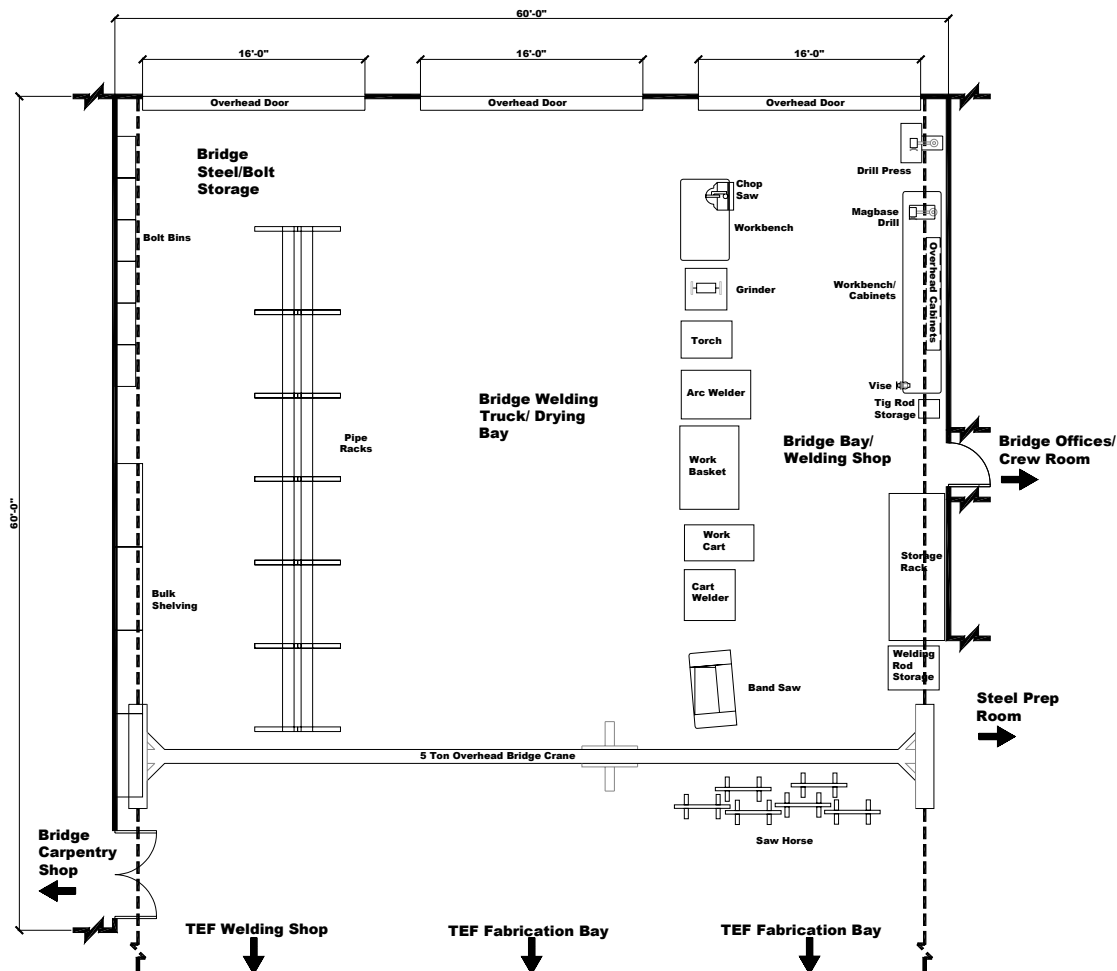 60'-0"
16'-0"
16'-0"
16'-0"
Overhead Door
Overhead Door
Overhead Door
Bridge
Steel/Bolt
Storage
Drill Press
Chop
Saw
Workbench
Magbase
Drill
Bolt Bins
Overhead Cabinets
Grinder
Workbench/
Cabinets
Torch
Vise
Arc Welder
Tig Rod
Storage
Bridge Welding
Truck/ Drying
Bay
Pipe
Racks
Bridge Bay/
Welding Shop
Bridge Offices/
Crew Room
Work
Basket
60'-0"
Work
Cart
Storage
Rack
Cart
Welder
Bulk
Shelving
Welding
Rod
Storage
Band Saw
Steel Prep
Room
5 Ton Overhead Bridge Crane
Saw Horse
Bridge
Carpentry
Shop
TEF Welding Shop
TEF Fabrication Bay
TEF Fabrication Bay